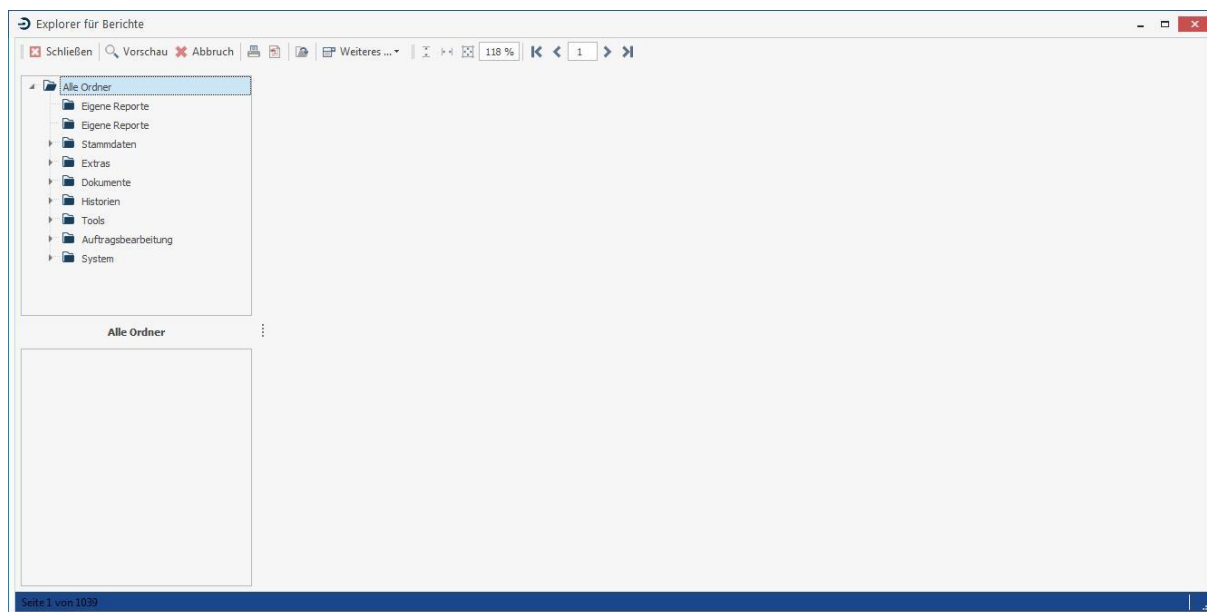 Explorer für Berichte
Schließen Vorschau Abbruch Weiteres ... 118 % 1
Alle Ordner
Eigene Reporte
Eigene Reporte
Stammdaten
Extras
Dokumente
Historien
Tools
Auftragsbearbeitung
System
Alle Ordner
Seite 1 von 1039